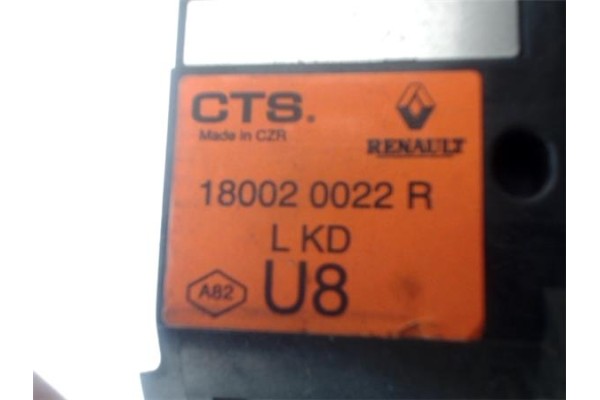 CTS.
Made in CZR
RENAULT
18002 0022 R
L KD
A82 U8